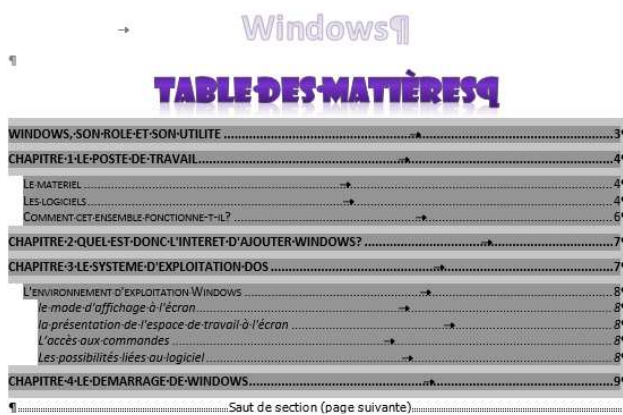 Windows¶
¶
TABLE·DES·MATIÈRES¶
WINDOWS,·SON·ROLE·ET·SON·UTILITE → 3¶
CHAPITRE·1·LE·POSTE·DE·TRAVAIL → 4¶
LE·MATERIEL → 4¶
LES·LOGICIELS → 4¶
COMMENT·CET·ENSEMBLE·FONCTIONNE-T-IL? → 6¶
CHAPITRE·2·QUEL·EST·DONC·L'INTERET·D'AJOUTER·WINDOWS? → 7¶
CHAPITRE·3·LE·SYSTEME·D'EXPLOITATION·DOS → 7¶
L'ENVIRONNEMENT·D'EXPLOITATION·WINDOWS → 8¶
le·mode·d'affichage·à·l'écran → 8¶
la·présentation·de·l'espace·de·travail·à·l'écran → 8¶
L'accès·aux·commandes → 8¶
Les·possibilités·liées·au·logiciel → 8¶
CHAPITRE·4·LE·DEMARRAGE·DE·WINDOWS → 9¶
¶ Saut de section (page suivante)